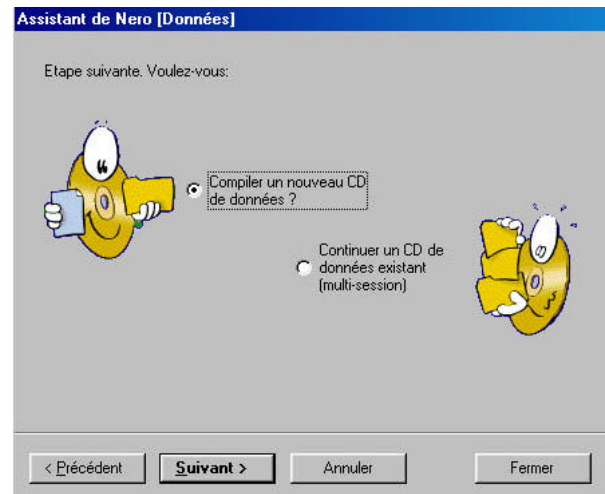 Assistant de Nero [Données]
Etape suivante. Voulez-vous:
Compiler un nouveau CD
de données ?
Continuer un CD de
données existant
(multi-session)
< Précédent
Suivant >
Annuler
Fermer